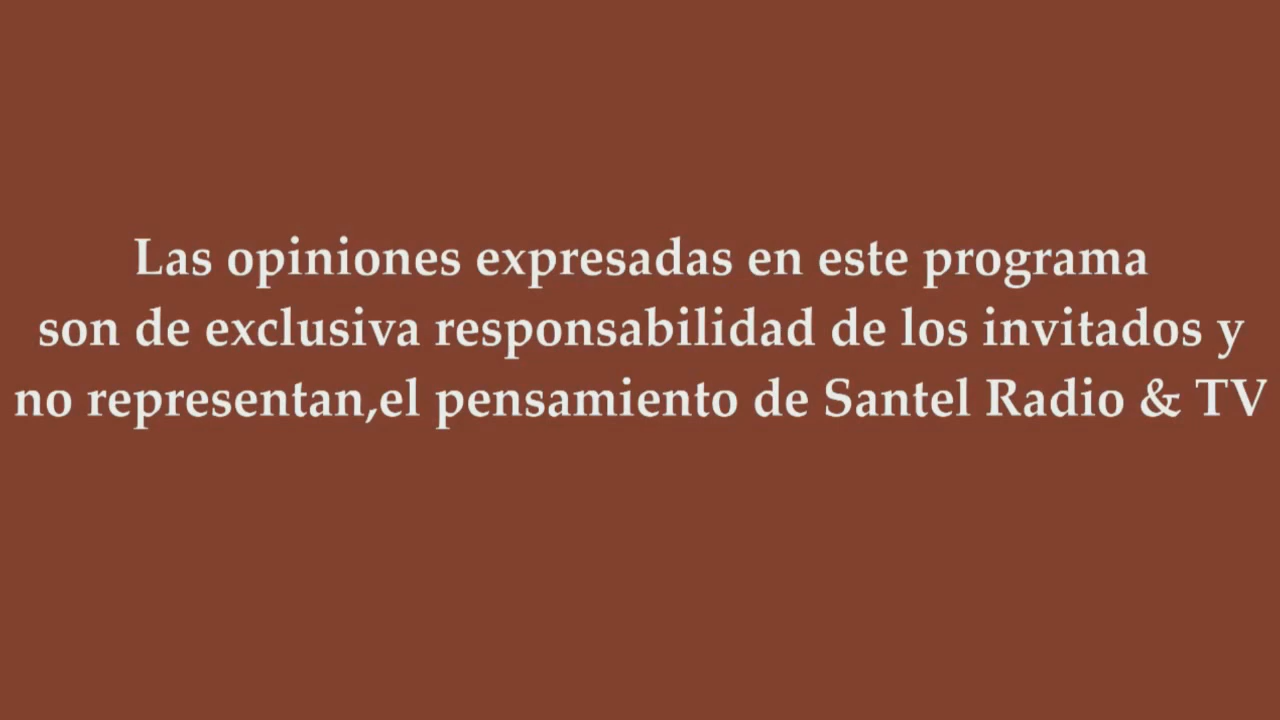 Las opiniones expresadas en este programa
son de exclusiva responsabilidad de los invitados y
no representan,el pensamiento de Santel Radio & TV